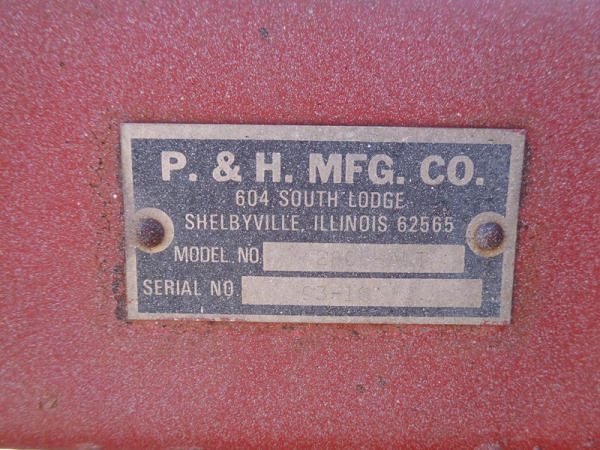 P. & H. MFG. CO.
604 SOUTH LODGE
SHELBYVILLE, ILLINOIS 62565
MODEL NO.
SERIAL NO